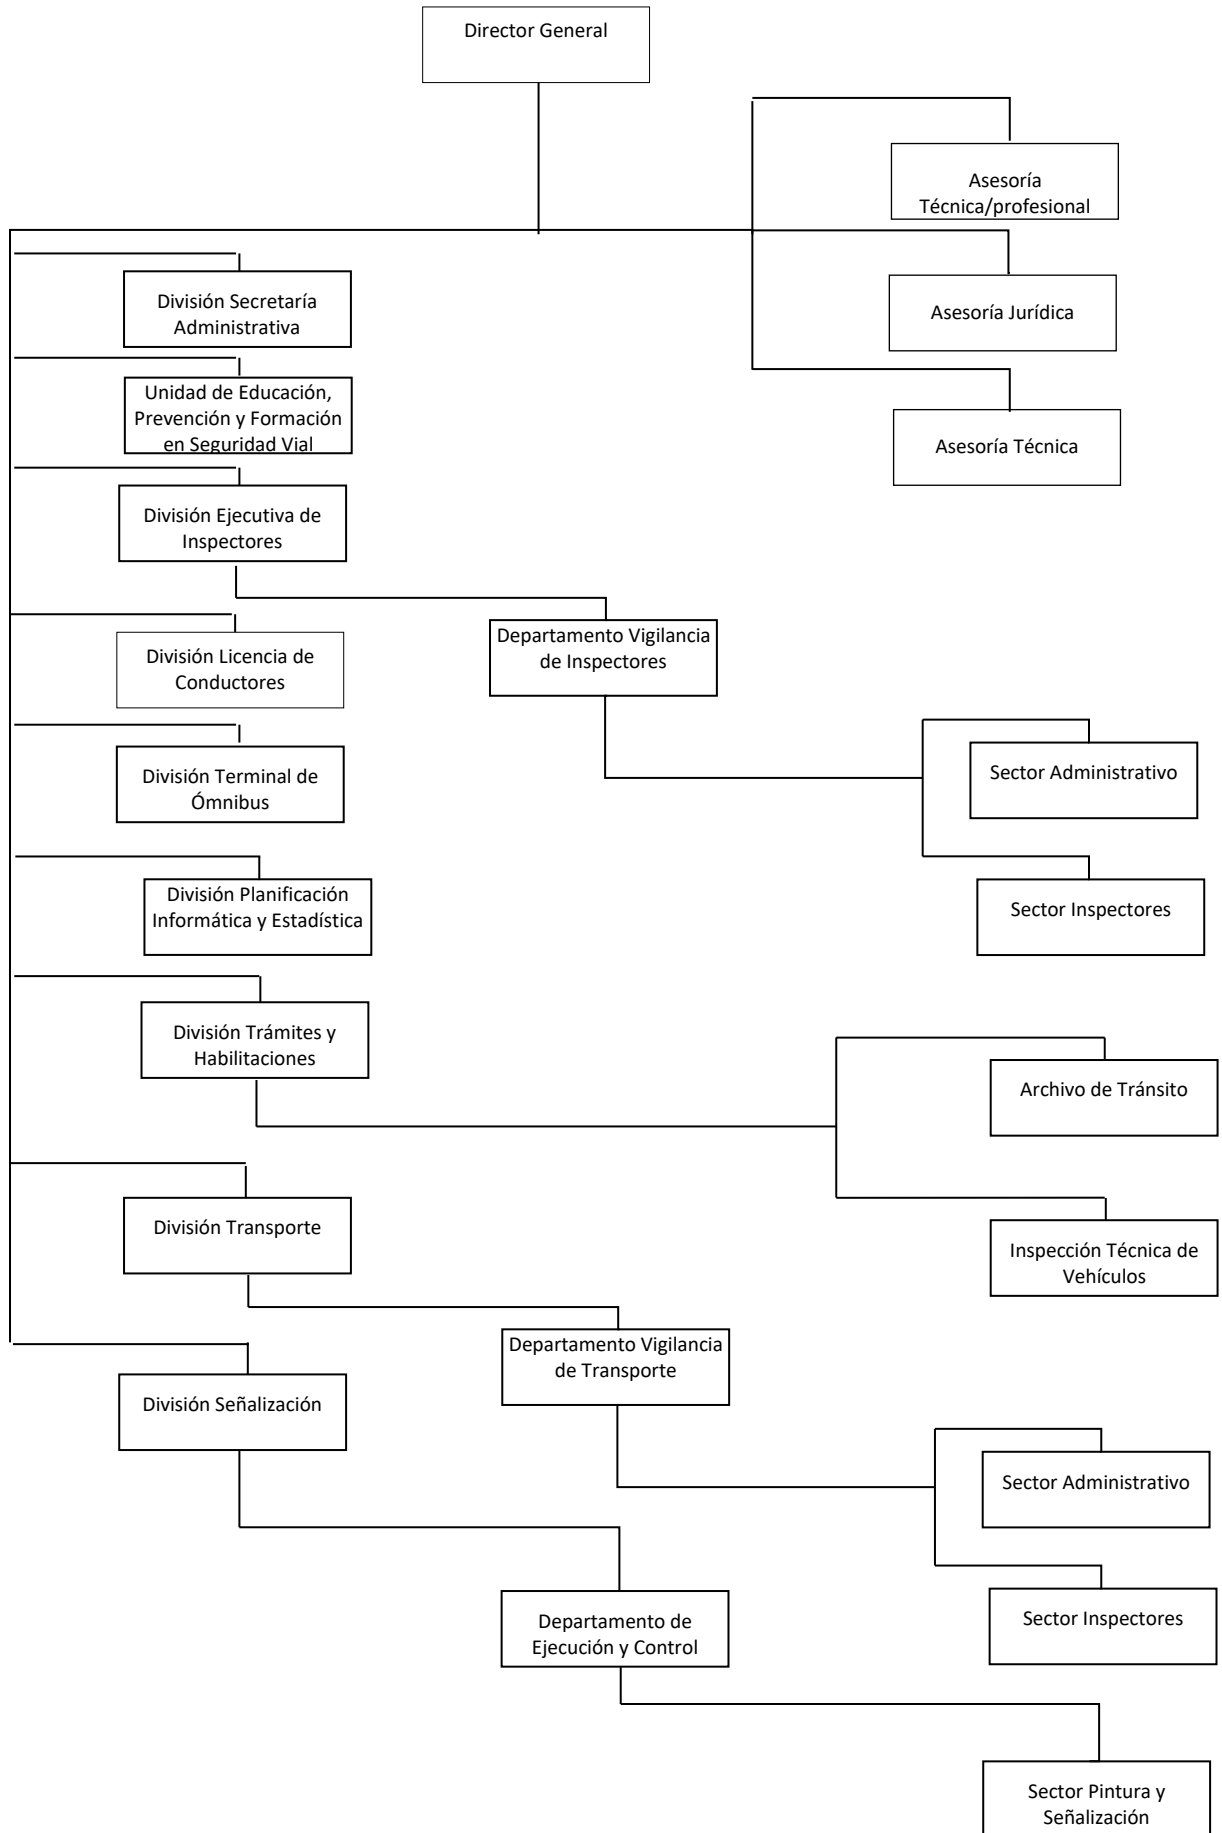 Director General
Asesoría
Técnica/profesional
División Secretaría
Administrativa
Asesoría Jurídica
Unidad de Educación,
Prevención y Formación
en Seguridad Vial
Asesoría Técnica
División Ejecutiva de
Inspectores
Departamento Vigilancia
de Inspectores
División Licencia de
Conductores
División Terminal de
Ómnibus
Sector Administrativo
División Planificación
Informática y Estadística
Sector Inspectores
División Trámites y
Habilitaciones
Archivo de Tránsito
División Transporte
Inspección Técnica de
Vehículos
Departamento Vigilancia
de Transporte
División Señalización
Sector Administrativo
Departamento de
Ejecución y Control
Sector Inspectores
Sector Pintura y
Señalización